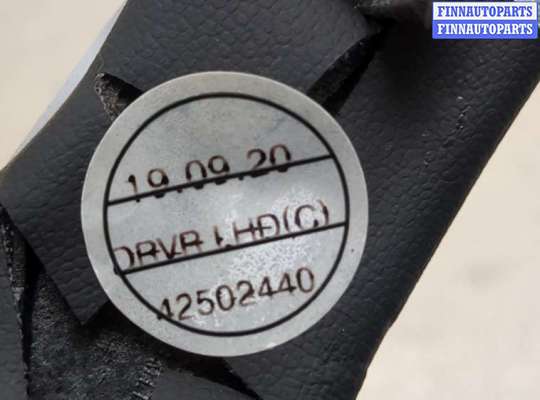 FINNAUTOPARTS
FINNAUTOPARTS
19.09.20
DRVR LHD(C)
42502440